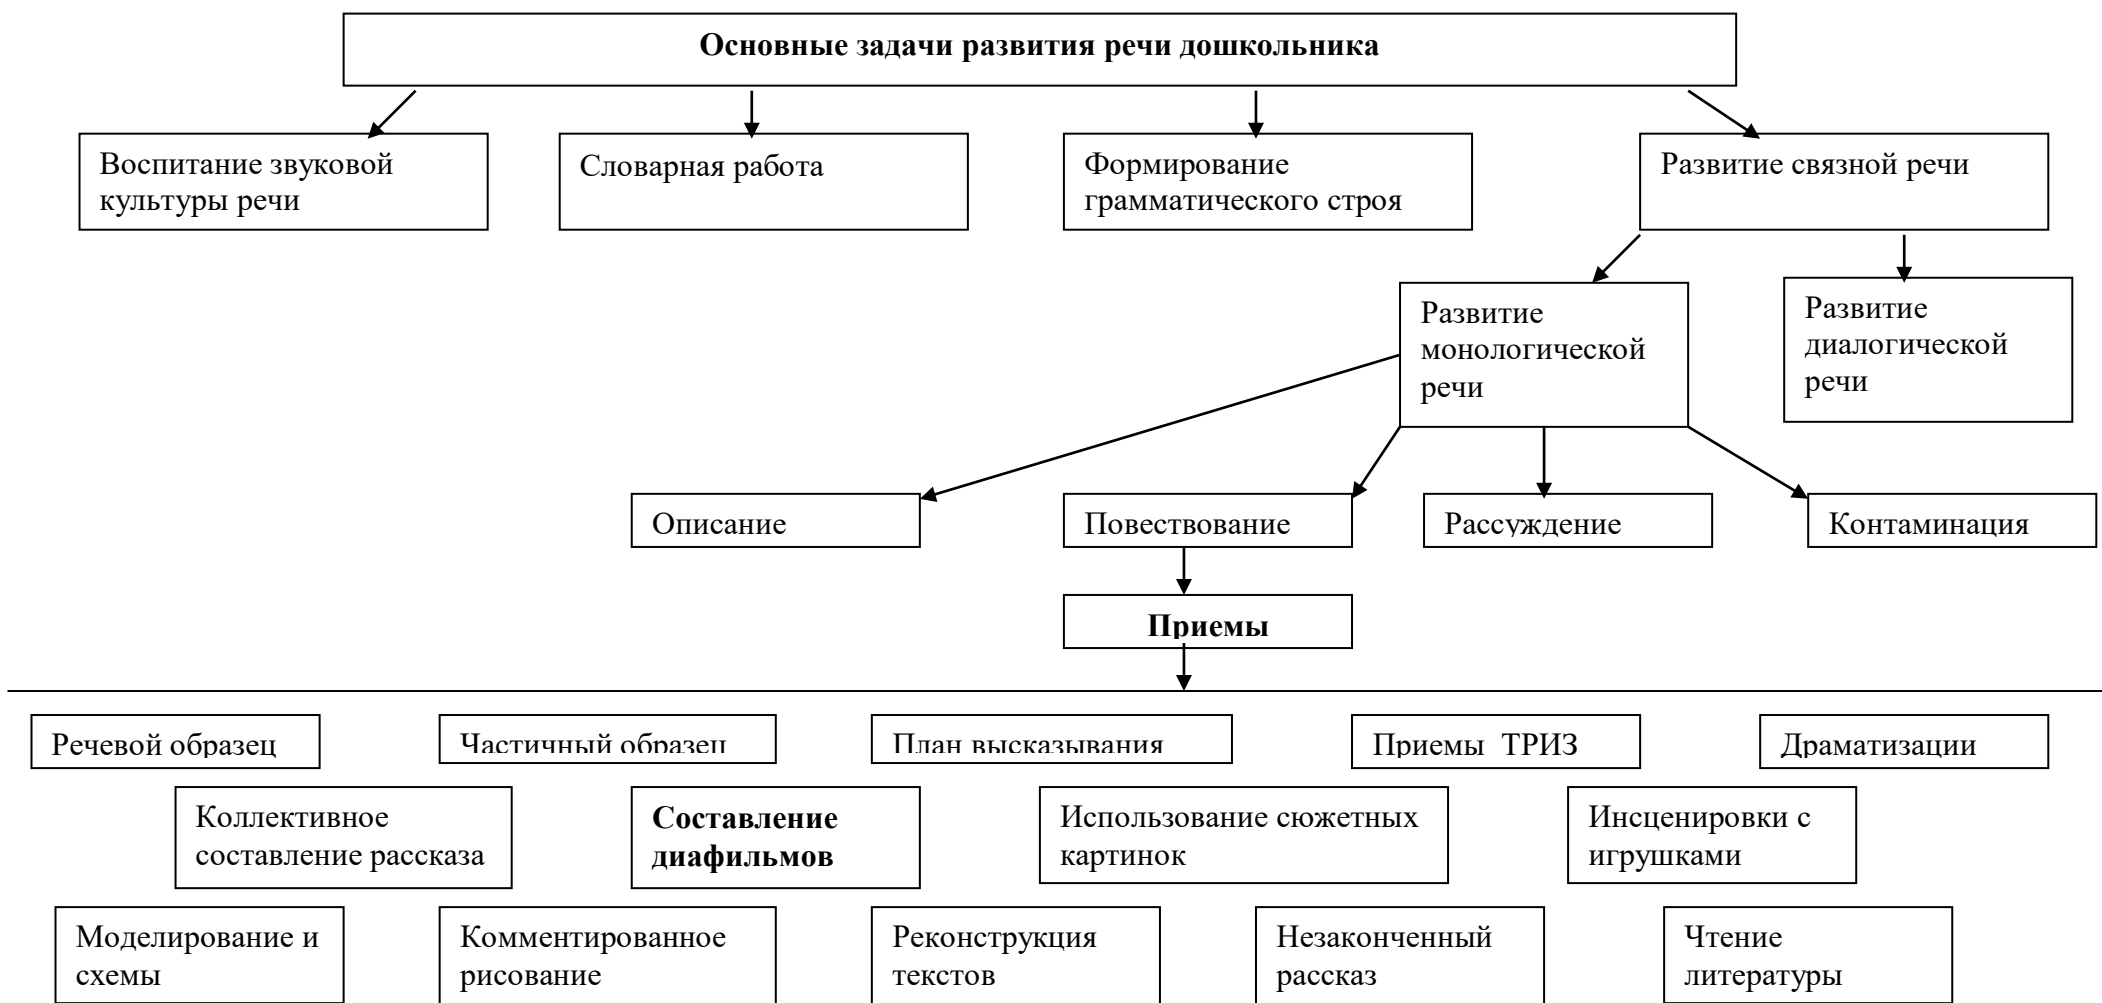 Основные задачи развития речи дошкольника
Воспитание звуковой
культуры речи
Словарная работа
Формирование
грамматического строя
Развитие связной речи
Развитие
монологической
речи
Развитие
диалогической
речи
Описание
Повествование
Рассуждение
Контаминация
Приемы
Речевой образец
Частичный образец
План высказывания
Приемы ТРИЗ
Драматизации
Коллективное
составление рассказа
Составление
диафильмов
Использование сюжетных
картинок
Инсценировки с
игрушками
Моделирование и
схемы
Комментированное
рисование
Реконструкция
текстов
Незаконченный
рассказ
Чтение
литературы